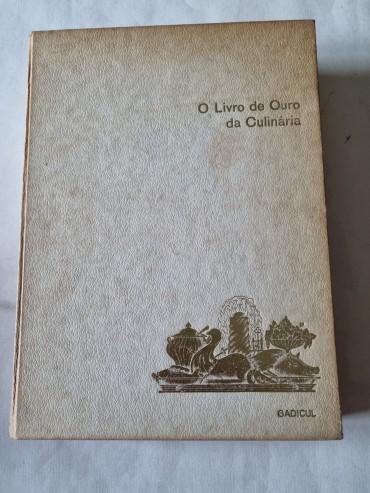 O Livro de Ouro
da Culinária
GADICUL